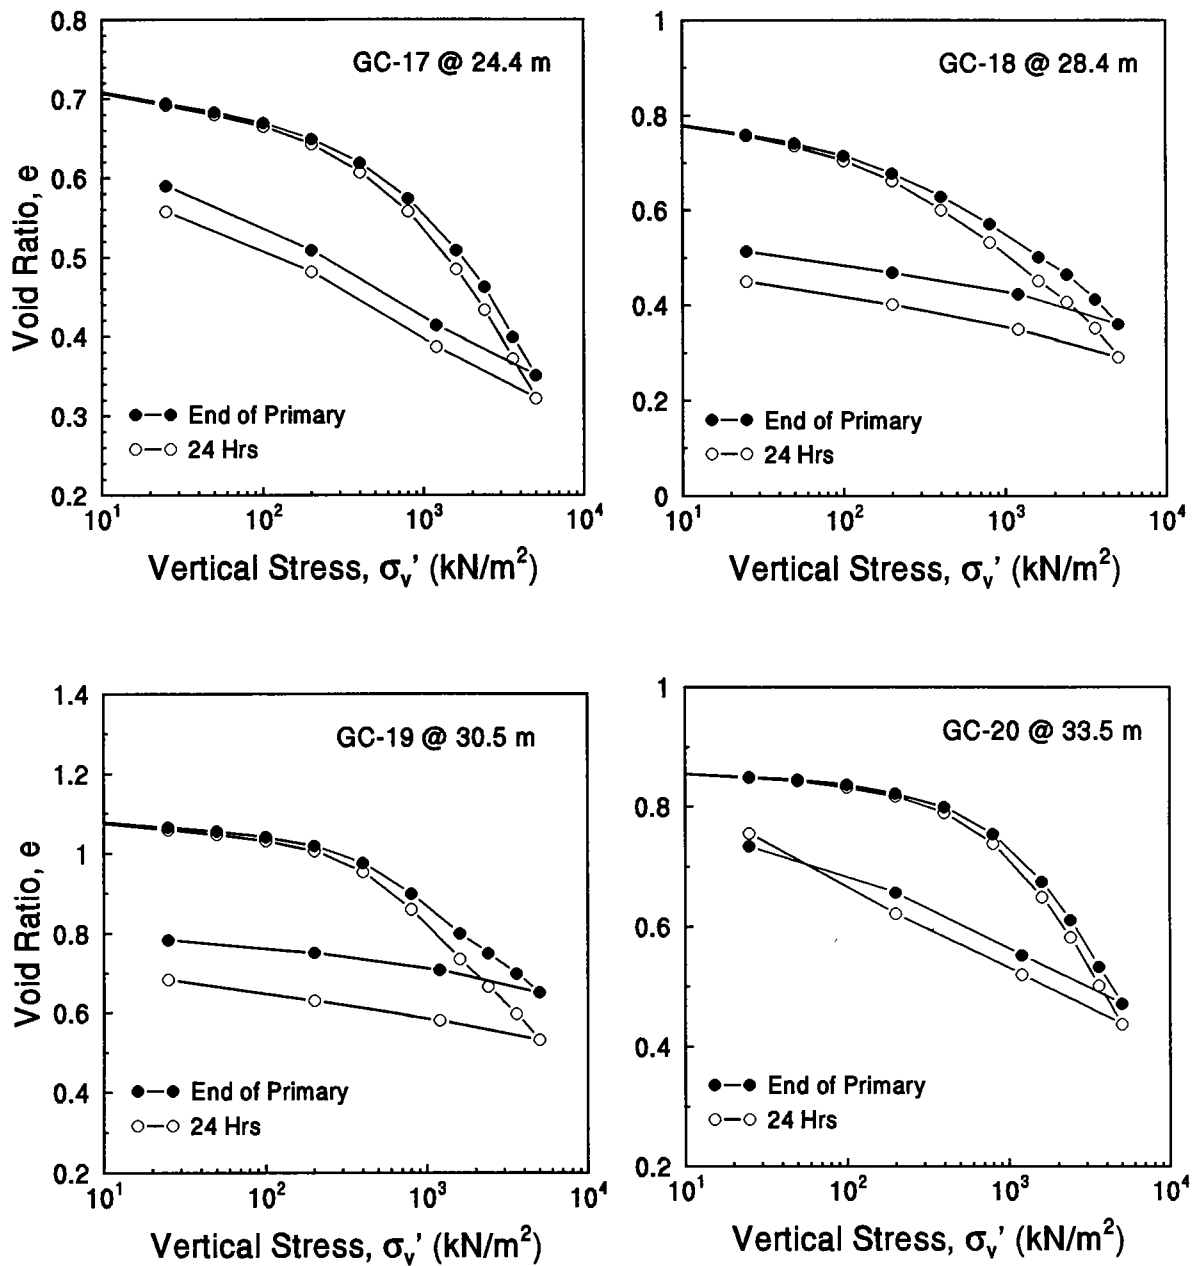 GC-17 @ 24.4 m
Void Ratio, e
0.8
0.7
0.6
0.5
0.4
0.3
0.2
●–● End of Primary
○–○ 24 Hrs
10¹ 10² 10³ 10⁴
Vertical Stress, σᵥ' (kN/m²)
GC-18 @ 28.4 m
1
0.8
0.6
0.4
0.2
0
●–● End of Primary
○–○ 24 Hrs
10¹ 10² 10³ 10⁴
Vertical Stress, σᵥ' (kN/m²)
GC-19 @ 30.5 m
Void Ratio, e
1.4
1.2
1
0.8
0.6
0.4
0.2
●–● End of Primary
○–○ 24 Hrs
10¹ 10² 10³ 10⁴
Vertical Stress, σᵥ' (kN/m²)
GC-20 @ 33.5 m
1
0.8
0.6
0.4
0.2
●–● End of Primary
○–○ 24 Hrs
10¹ 10² 10³ 10⁴
Vertical Stress, σᵥ' (kN/m²)